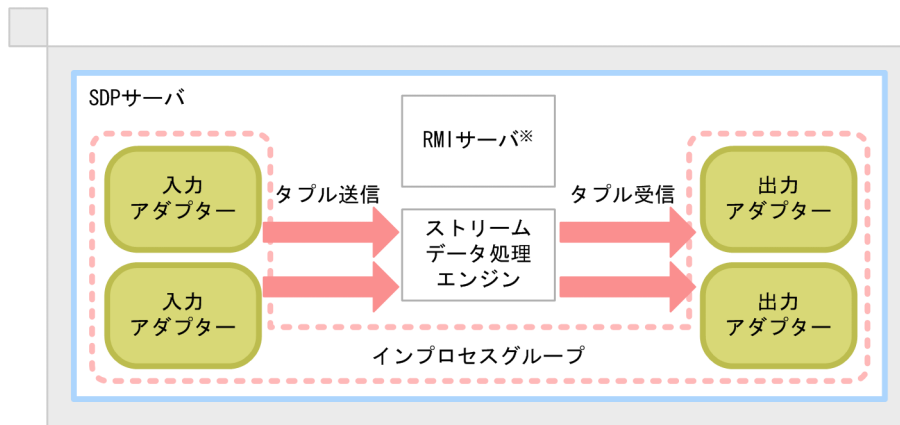 SDPサーバ
RMIサーバ※
入力
アダプター
タプル送信
ストリーム
データ処理
エンジン
タプル受信
出力
アダプター
入力
アダプター
出力
アダプター
インプロセスグループ